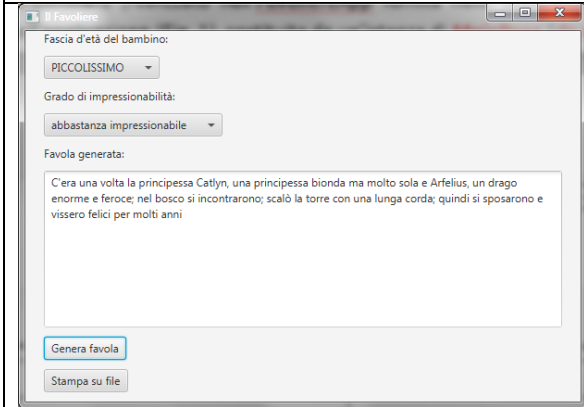 Il Favoliere
Fascia d'età del bambino:
PICCOLISSIMO
Grado di impressionabilità:
abbastanza impressionabile
Favola generata:
C'era una volta la principessa Catlyn, una principessa bionda ma molto sola e Arfelius, un drago
enorme e feroce; nel bosco si incontrarono; scalò la torre con una lunga corda; quindi si sposarono e
vissero felici per molti anni
Genera favola
Stampa su file